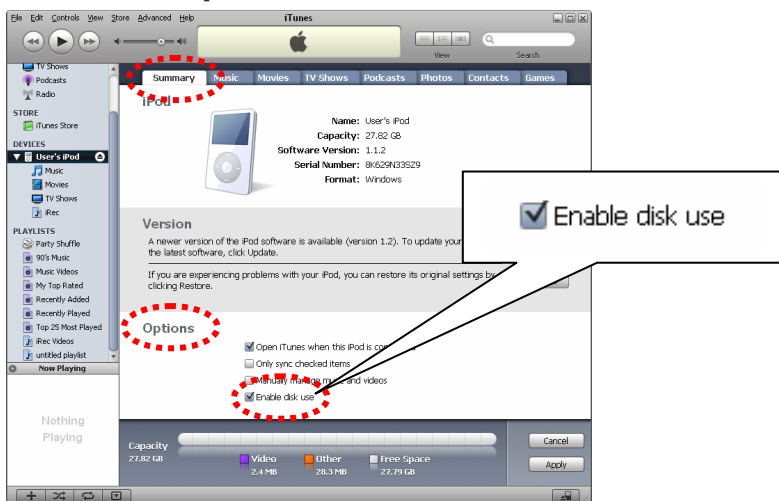 File Edit Controls View Store Advanced Help
iTunes
View
Search
TV Shows
Podcasts
Radio
STORE
iTunes Store
DEVICES
User's iPod
Music
Movies
TV Shows
iRec
PLAYLISTS
Party Shuffle
90's Music
Music Videos
My Top Rated
Recently Added
Recently Played
Top 25 Most Played
iRec Videos
untitled playlist
Now Playing
Nothing
Playing
Summary Music Movies TV Shows Podcasts Photos Contacts Games
iPod
Name: User's iPod
Capacity: 27.82 GB
Software Version: 1.1.2
Serial Number: 8K629N33SZ9
Format: Windows
Version
A newer version of the iPod software is available (version 1.2). To update your
the latest software, click Update.
If you are experiencing problems with your iPod, you can restore its original settings by
clicking Restore.
Options
Open iTunes when this iPod is
Only sync checked items
Manually manage music and videos
Enable disk use
Enable disk use
Capacity
27.82 GB
Video
2.4 MB
Other
28.3 MB
Free Space
27.79 GB
Cancel
Apply